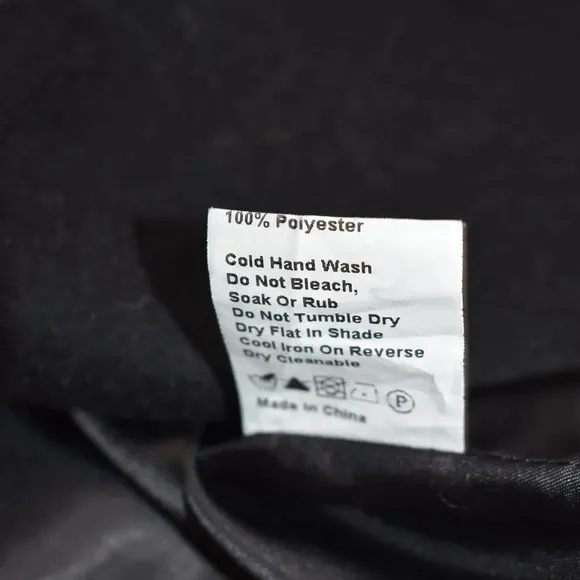 100% Polyester
Cold Hand Wash
Do Not Bleach,
Soak Or Rub
Do Not Tumble Dry
Dry Flat In Shade
Cool Iron On Reverse
Dry Cleanable
P
Made in China